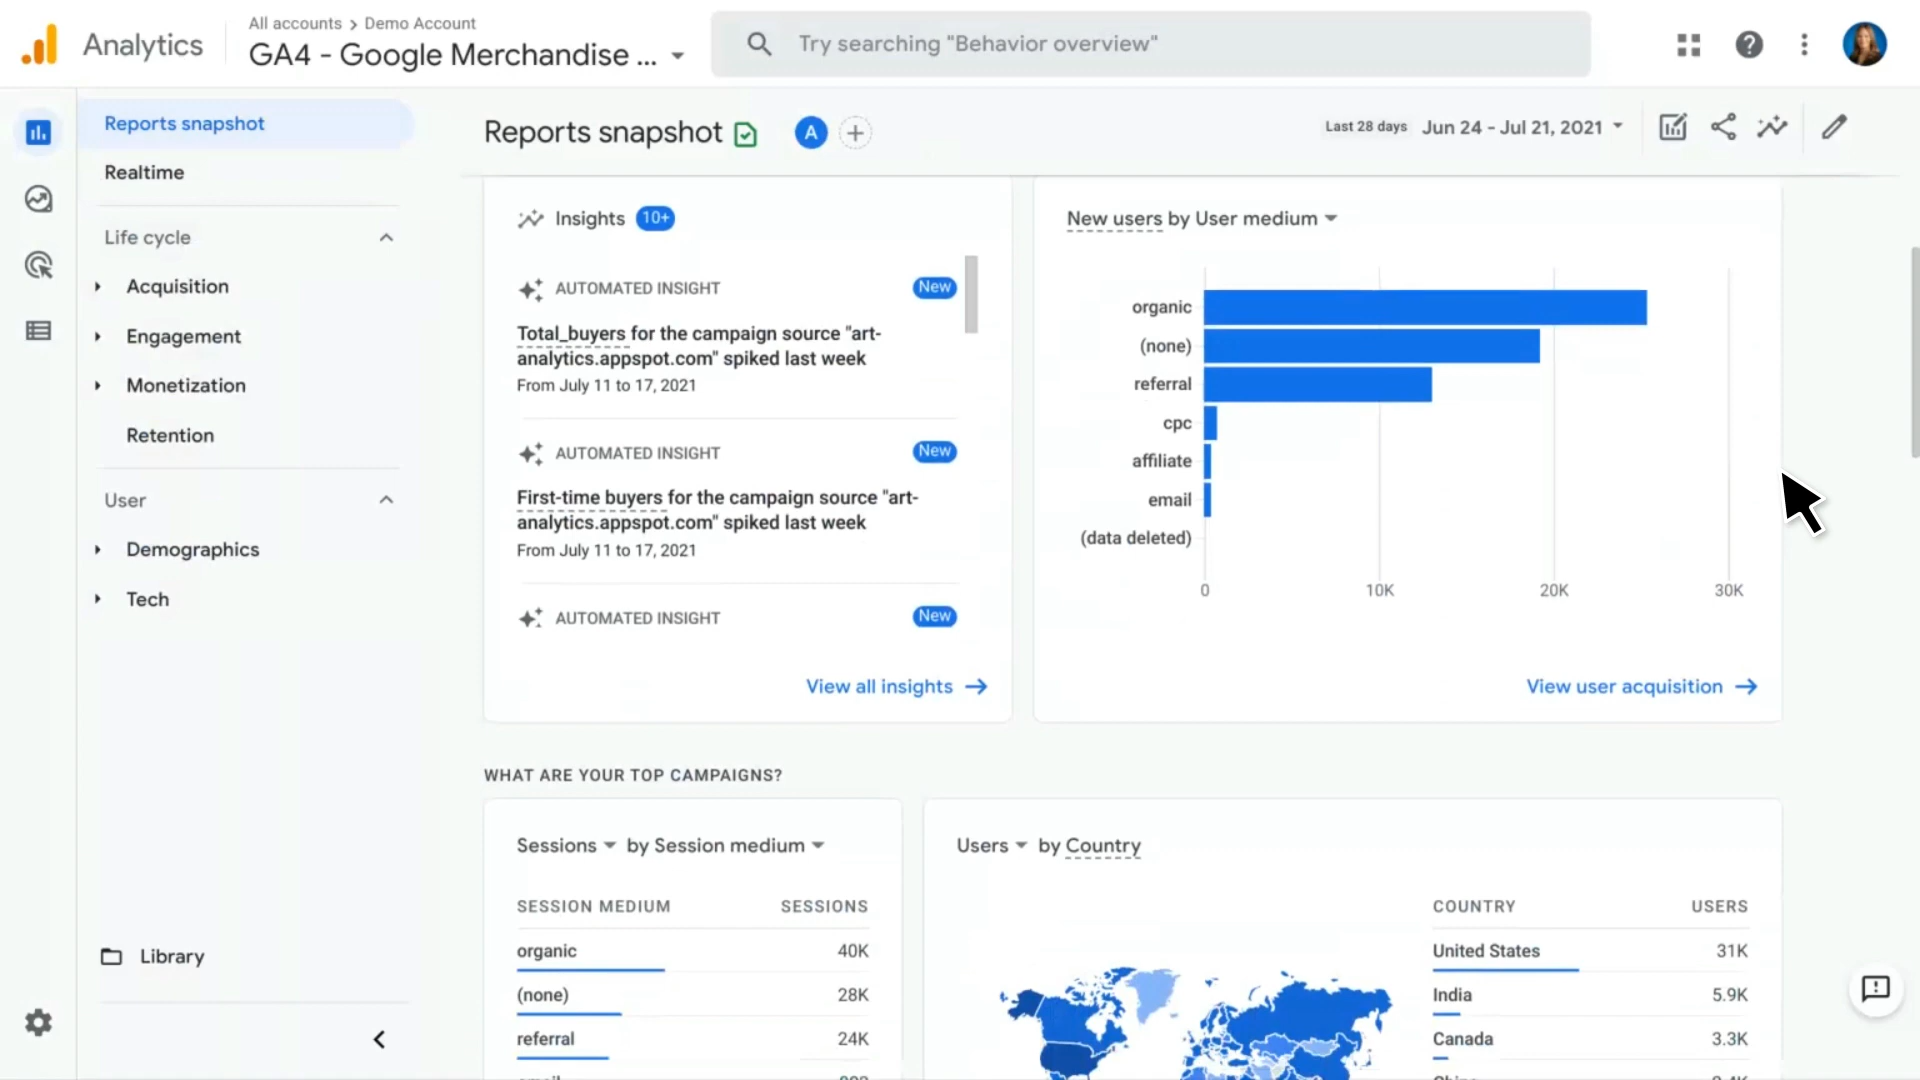 Analytics
All accounts > Demo Account
GA4 - Google Merchandise ...
Try searching "Behavior overview"
Reports snapshot
Realtime
Life cycle
Acquisition
Engagement
Monetization
Retention
User
Demographics
Tech
Library
Reports snapshot
A
Last 28 days Jun 24 - Jul 21, 2021
Insights 10+
AUTOMATED INSIGHT New
Total_buyers for the campaign source "art-
analytics.appspot.com" spiked last week
From July 11 to 17, 2021
AUTOMATED INSIGHT New
First-time buyers for the campaign source "art-
analytics.appspot.com" spiked last week
From July 11 to 17, 2021
AUTOMATED INSIGHT New
View all insights
New users by User medium
organic
(none)
referral
cpc
affiliate
email
(data deleted)
0 10K 20K 30K
View user acquisition
WHAT ARE YOUR TOP CAMPAIGNS?
Sessions by Session medium
SESSION MEDIUM SESSIONS
organic 40K
(none) 28K
referral 24K
Users by Country
COUNTRY USERS
United States 31K
India 5.9K
Canada 3.3K